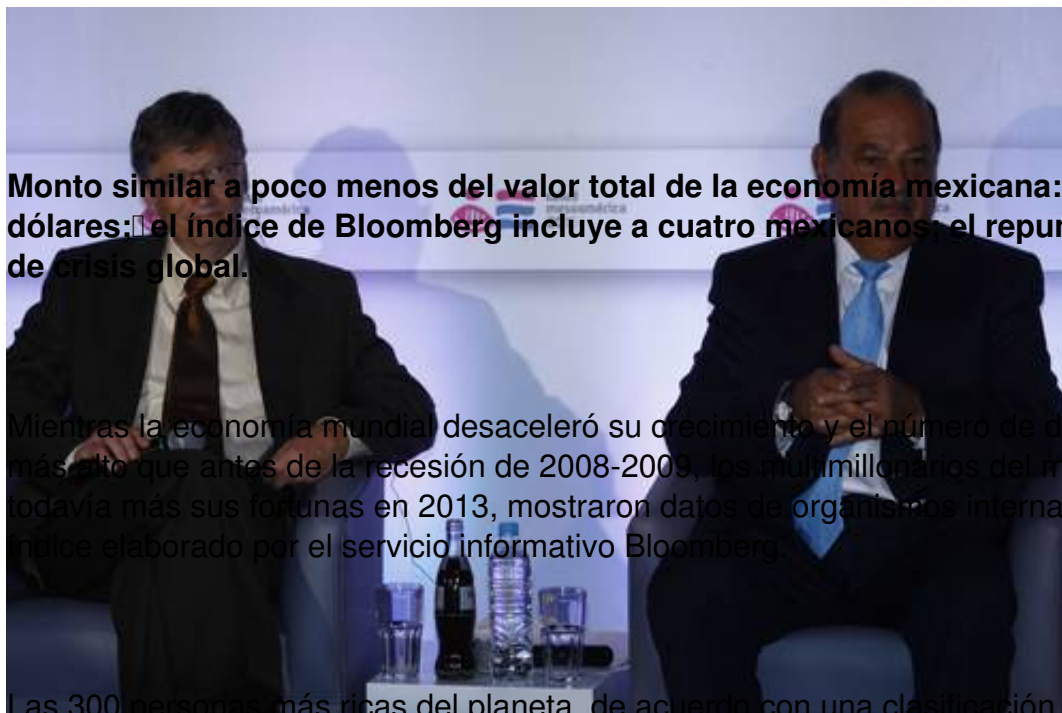 Monto similar a poco menos del valor total de la economía mexicana:
dólares; el índice de Bloomberg incluye a cuatro mexicanos; el repun
de crisis global.
Mientras la economía mundial desaceleró su crecimiento y el número de d
más alto que antes de la recesión de 2008-2009, los multimillonarios del m
todavía más sus fortunas en 2013, mostraron datos de organismos interna
índice elaborado por el servicio informativo Bloomberg.
Las 300 personas más ricas del planeta, de acuerdo con una clasificación